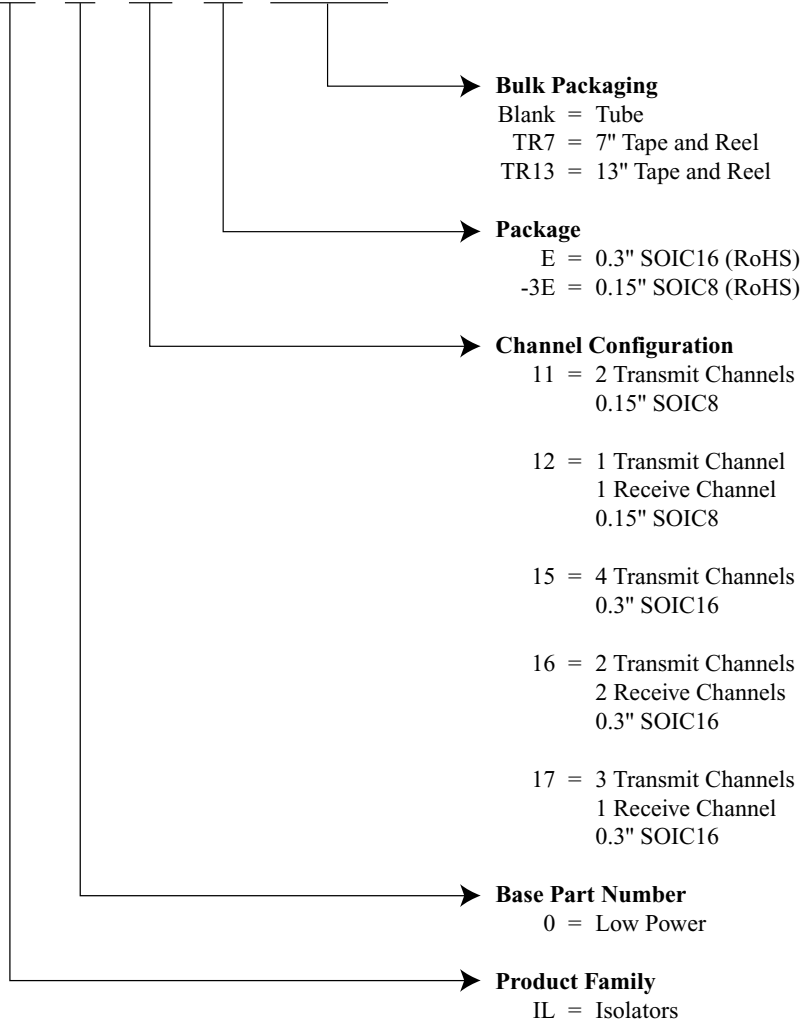 Bulk Packaging
Blank = Tube
TR7 = 7" Tape and Reel
TR13 = 13" Tape and Reel
Package
E = 0.3" SOIC16 (RoHS)
-3E = 0.15" SOIC8 (RoHS)
Channel Configuration
11 = 2 Transmit Channels
0.15" SOIC8
12 = 1 Transmit Channel
1 Receive Channel
0.15" SOIC8
15 = 4 Transmit Channels
0.3" SOIC16
16 = 2 Transmit Channels
2 Receive Channels
0.3" SOIC16
17 = 3 Transmit Channels
1 Receive Channel
0.3" SOIC16
Base Part Number
0 = Low Power
Product Family
IL = Isolators